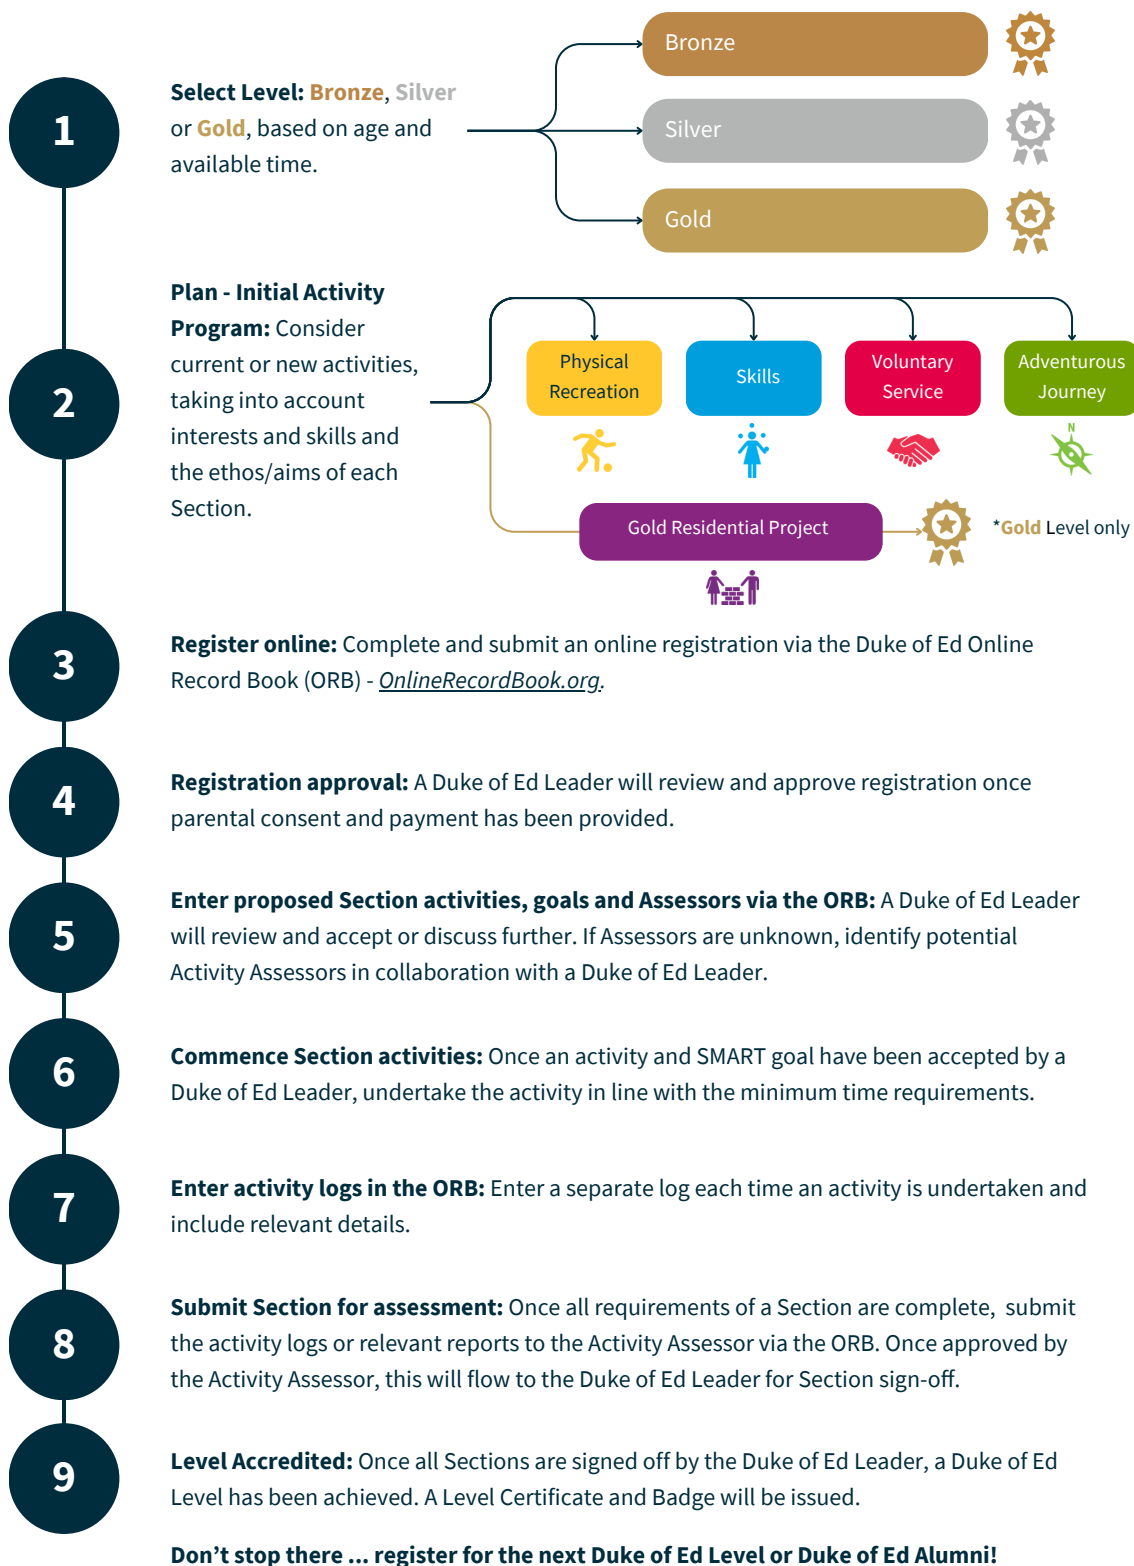 1
Select Level: Bronze, Silver
or Gold, based on age and
available time.
Bronze
Silver
Gold
2
Plan - Initial Activity
Program: Consider
current or new activities,
taking into account
interests and skills and
the ethos/aims of each
Section.
Physical
Recreation
Skills
Voluntary
Service
Adventurous
Journey
N
Gold Residential Project
*Gold Level only
3
Register online: Complete and submit an online registration via the Duke of Ed Online
Record Book (ORB) - OnlineRecordBook.org.
4
Registration approval: A Duke of Ed Leader will review and approve registration once
parental consent and payment has been provided.
5
Enter proposed Section activities, goals and Assessors via the ORB: A Duke of Ed Leader
will review and accept or discuss further. If Assessors are unknown, identify potential
Activity Assessors in collaboration with a Duke of Ed Leader.
6
Commence Section activities: Once an activity and SMART goal have been accepted by a
Duke of Ed Leader, undertake the activity in line with the minimum time requirements.
7
Enter activity logs in the ORB: Enter a separate log each time an activity is undertaken and
include relevant details.
8
Submit Section for assessment: Once all requirements of a Section are complete, submit
the activity logs or relevant reports to the Activity Assessor via the ORB. Once approved by
the Activity Assessor, this will flow to the Duke of Ed Leader for Section sign-off.
9
Level Accredited: Once all Sections are signed off by the Duke of Ed Leader, a Duke of Ed
Level has been achieved. A Level Certificate and Badge will be issued.
Don't stop there ... register for the next Duke of Ed Level or Duke of Ed Alumni!